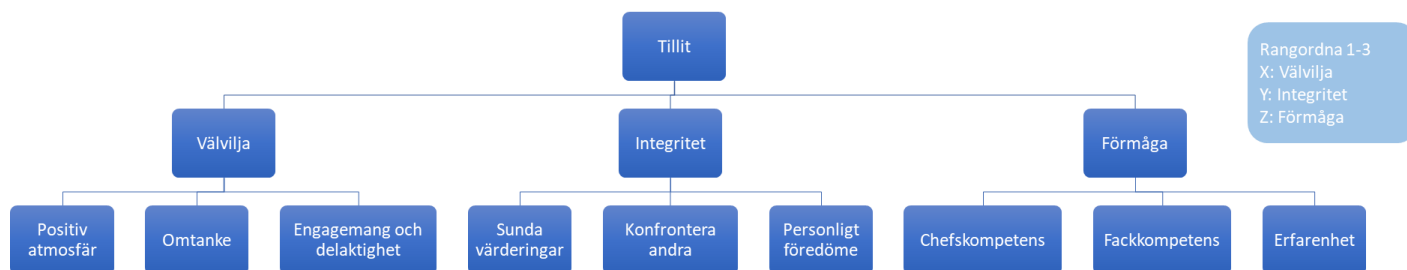 Tillit
Rangordna 1-3
X: Välvilja
Y: Integritet
Z: Förmåga
Välvilja
Integritet
Förmåga
Positiv
atmosfär
Omtanke
Engagemang och
delaktighet
Sunda
värderingar
Konfrontera
andra
Personligt
föredöme
Chefskompetens
Fackkompetens
Erfarenhet